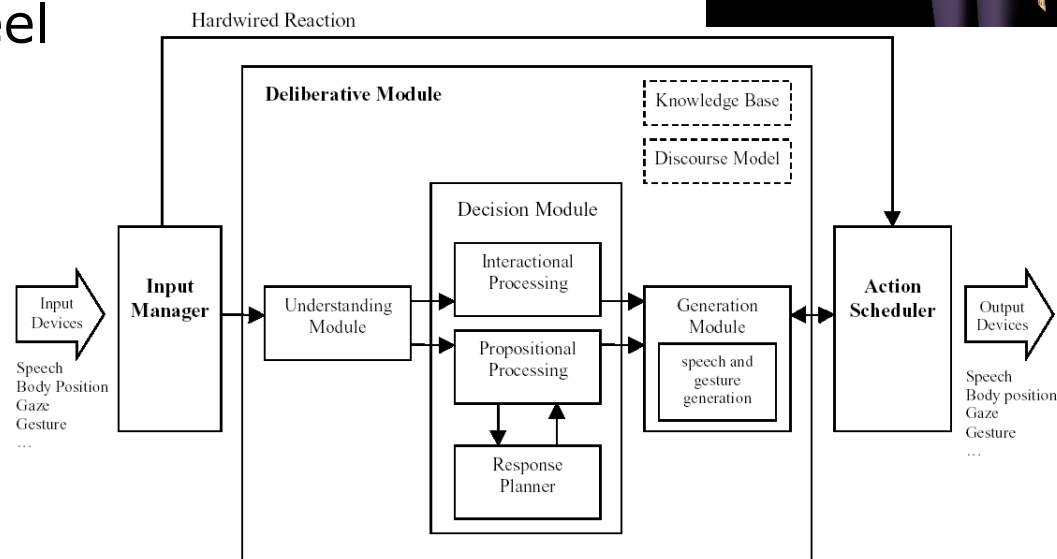 eel
Hardwired Reaction
Deliberative Module
Knowledge Base
Discourse Model
Decision Module
Interactional
Processing
Input
Manager
Understanding
Module
Generation
Module
Action
Scheduler
Input
Devices
Output
Devices
Propositional
Processing
speech and
gesture
generation
Speech
Body Position
Gaze
Gesture
…
Speech
Body position
Gaze
Gesture
…
Response
Planner